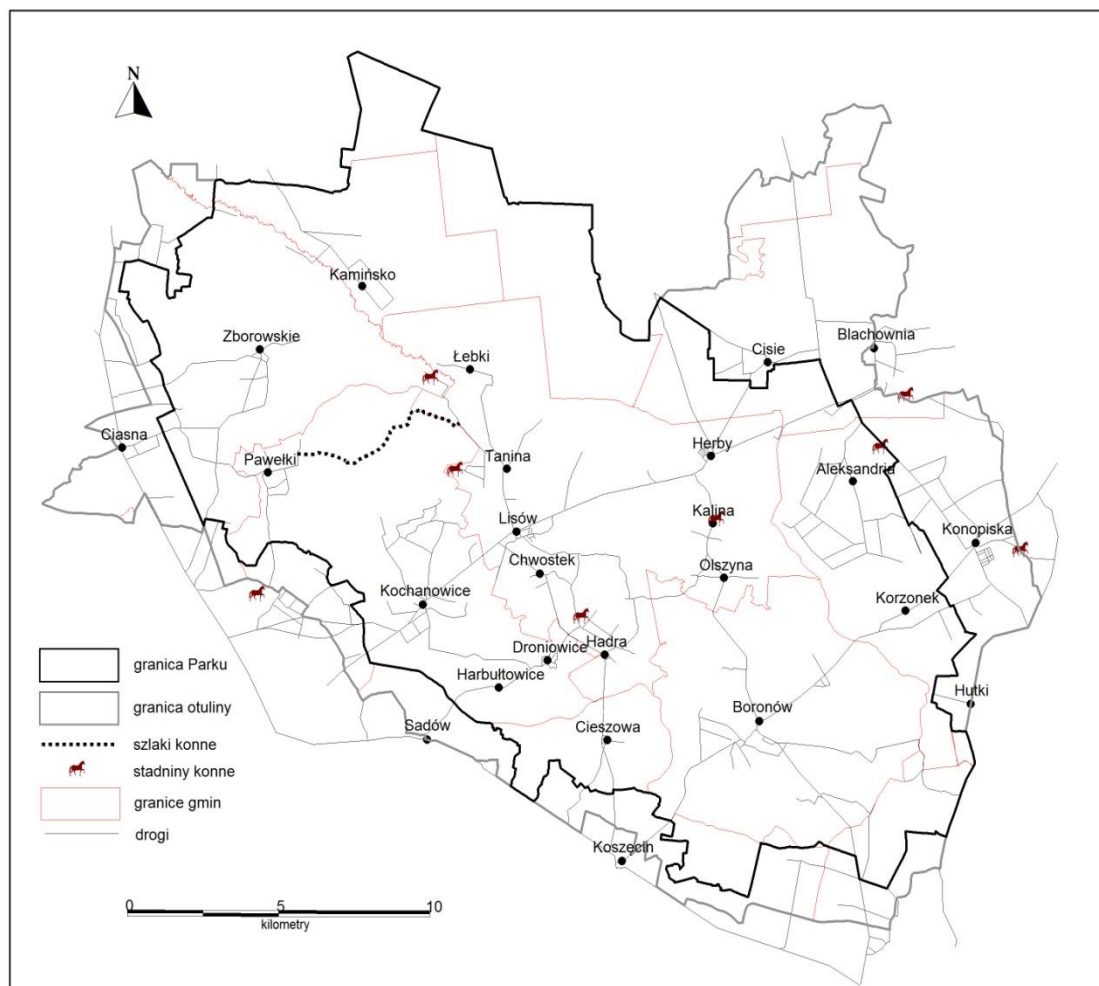 N
Kamińsko
Zborowskie
Łebki
Cisie
Blachownia
Ciasna
Pawełki
Tanina
Herby
Aleksandria
Lisów
Kalina
Konopiska
Chwostek
Olszyna
Kochanowice
Korzonek
Droniowice
Hadra
Harbułtowice
Hutki
Sadów
Cieszowa
Boronów
Koszęcin
granica Parku
granica otuliny
szlaki konne
stadniny konne
granice gmin
drogi
0 5 10
kilometry